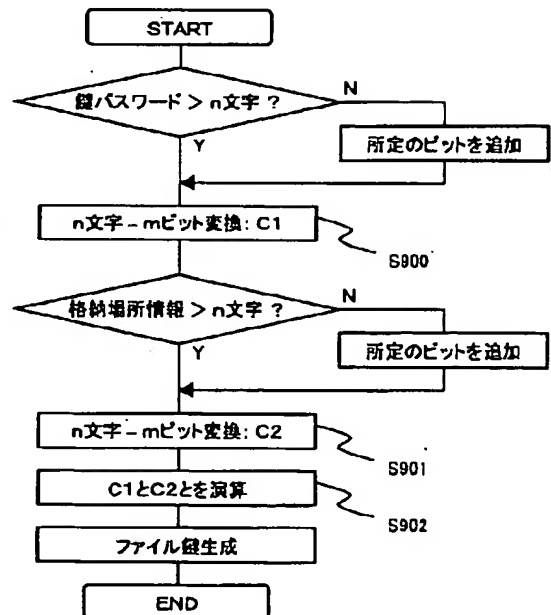 START
鍵パスワード > n文字 ?
N
Y
所定のビットを追加
n文字 – mビット変換: C1
S900
格納場所情報 > n文字 ?
N
Y
所定のビットを追加
n文字 – mビット変換: C2
S901
C1とC2とを演算
S902
ファイル鍵生成
END